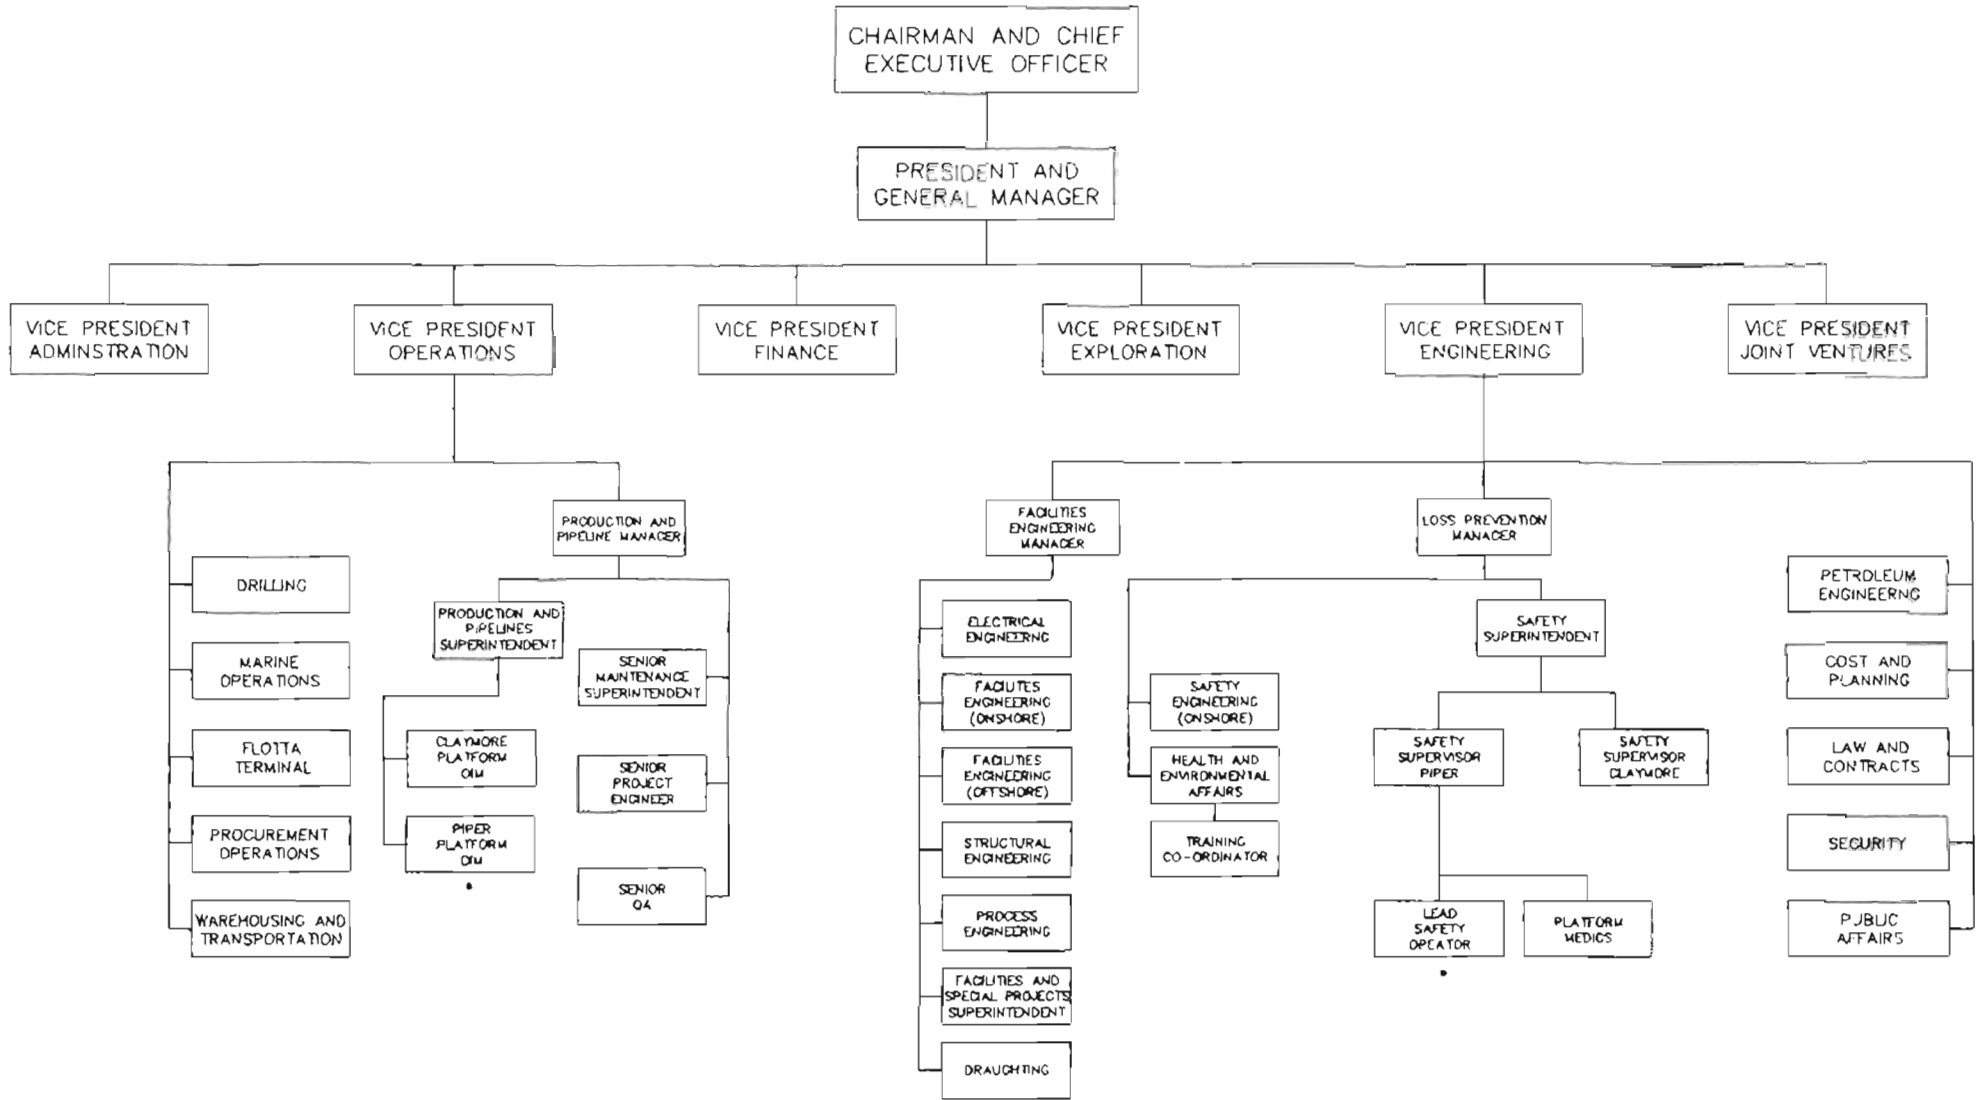 CHAIRMAN AND CHIEF
EXECUTIVE OFFICER
PRESIDENT AND
GENERAL MANAGER
VICE PRESIDENT
ADMINSTRATION
VICE PRESIDENT
OPERATIONS
VICE PRESIDENT
FINANCE
VICE PRESIDENT
EXPLORATION
VICE PRESIDENT
ENGINEERING
VICE PRESIDENT
JOINT VENTURES
PRODUCTION AND
PIPELINE MANAGER
DRILLING
MARINE
OPERATIONS
FLOTTA
TERMINAL
PROCUREMENT
OPERATIONS
WAREHOUSING AND
TRANSPORTATION
PRODUCTION AND
PIPELINES
SUPERINTENDENT
CLAYMORE
PLATFORM
OIM
PIPER
PLATFORM
OIM
SENIOR
MAINTENANCE
SUPERINTENDENT
SENIOR
PROJECT
ENGINEER
SENIOR
QA
FACILITIES
ENGINEERING
MANAGER
ELECTRICAL
ENGINEERNG
FACILITES
ENGINEERING
(ONSHORE)
FACILITIES
ENGINEERING
(OFFSHORE)
STRUCTURAL
ENGINEERING
PROCESS
ENGINEERING
FACILITIES AND
SPECIAL PROJECTS
SUPERINTENDENT
DRAUGHTING
LOSS PREVENTION
MANAGER
SAFETY
ENGINEERING
(ONSHORE)
HEALTH AND
ENVIRONMENTAL
AFFAIRS
TRAINING
CO-ORDINATOR
SAFETY
SUPERINTENDENT
SAFETY
SUPERVISOR
PIPER
SAFETY
SUPERVISOR
CLAYMORE
LEAD
SAFETY
OPEATOR
PLATFORM
MEDICS
PETROLEUM
ENGINEERNG
COST AND
PLANNING
LAW AND
CONTRACTS
SECURITY
PUBLIC
AFFAIRS